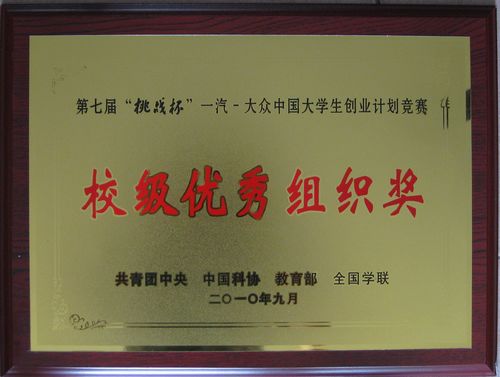 第七届“挑战杯”一汽-大众中国大学生创业计划竞赛
校级优秀组织奖
共青团中央 中国科协 教育部 全国学联
二〇一〇年九月